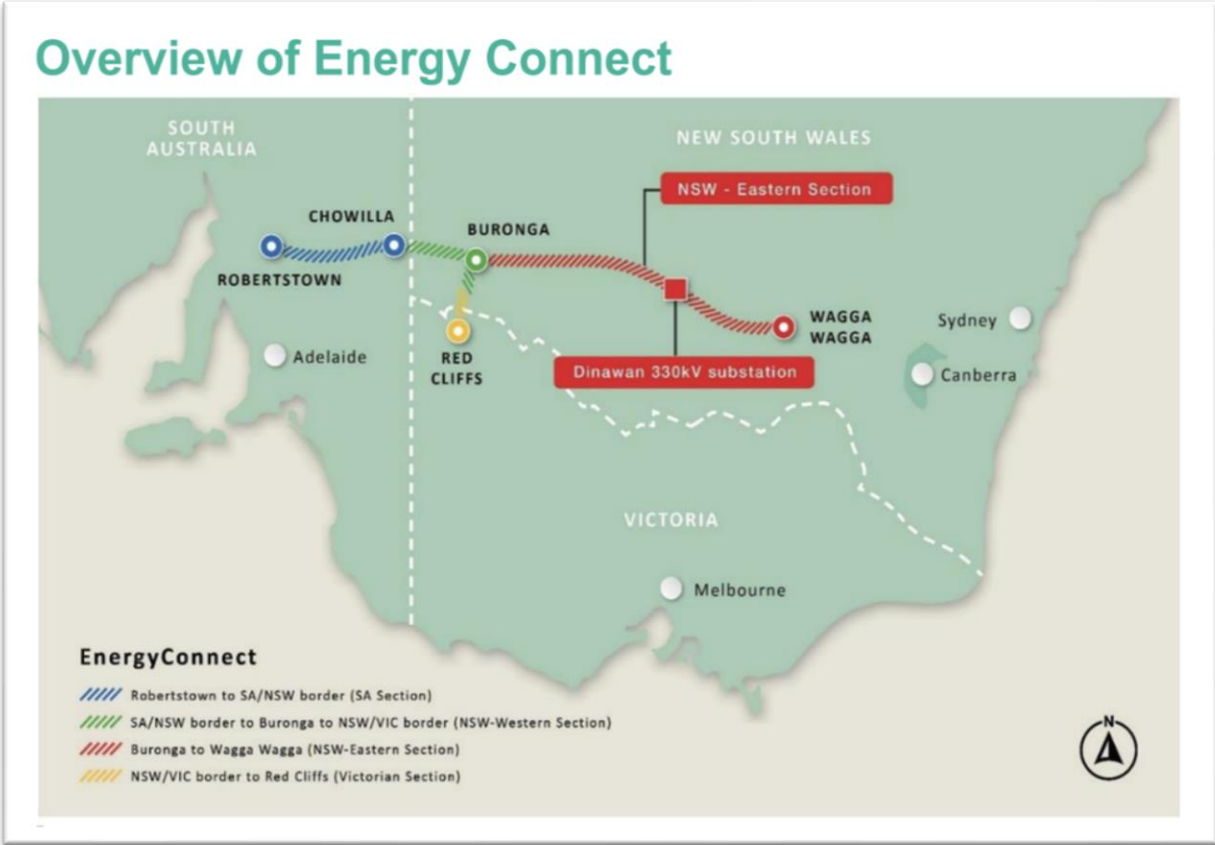 Overview of Energy Connect
SOUTH
AUSTRALIA
NEW SOUTH WALES
NSW - Eastern Section
CHOWILLA
BURONGA
ROBERTSTOWN
WAGGA
WAGGA
Sydney
Adelaide
RED
CLIFFS
Dinawan 330kV substation
Canberra
VICTORIA
Melbourne
EnergyConnect
Robertstown to SA/NSW border (SA Section)
SA/NSW border to Buronga to NSW/VIC border (NSW-Western Section)
Buronga to Wagga Wagga (NSW-Eastern Section)
NSW/VIC border to Red Cliffs (Victorian Section)
N